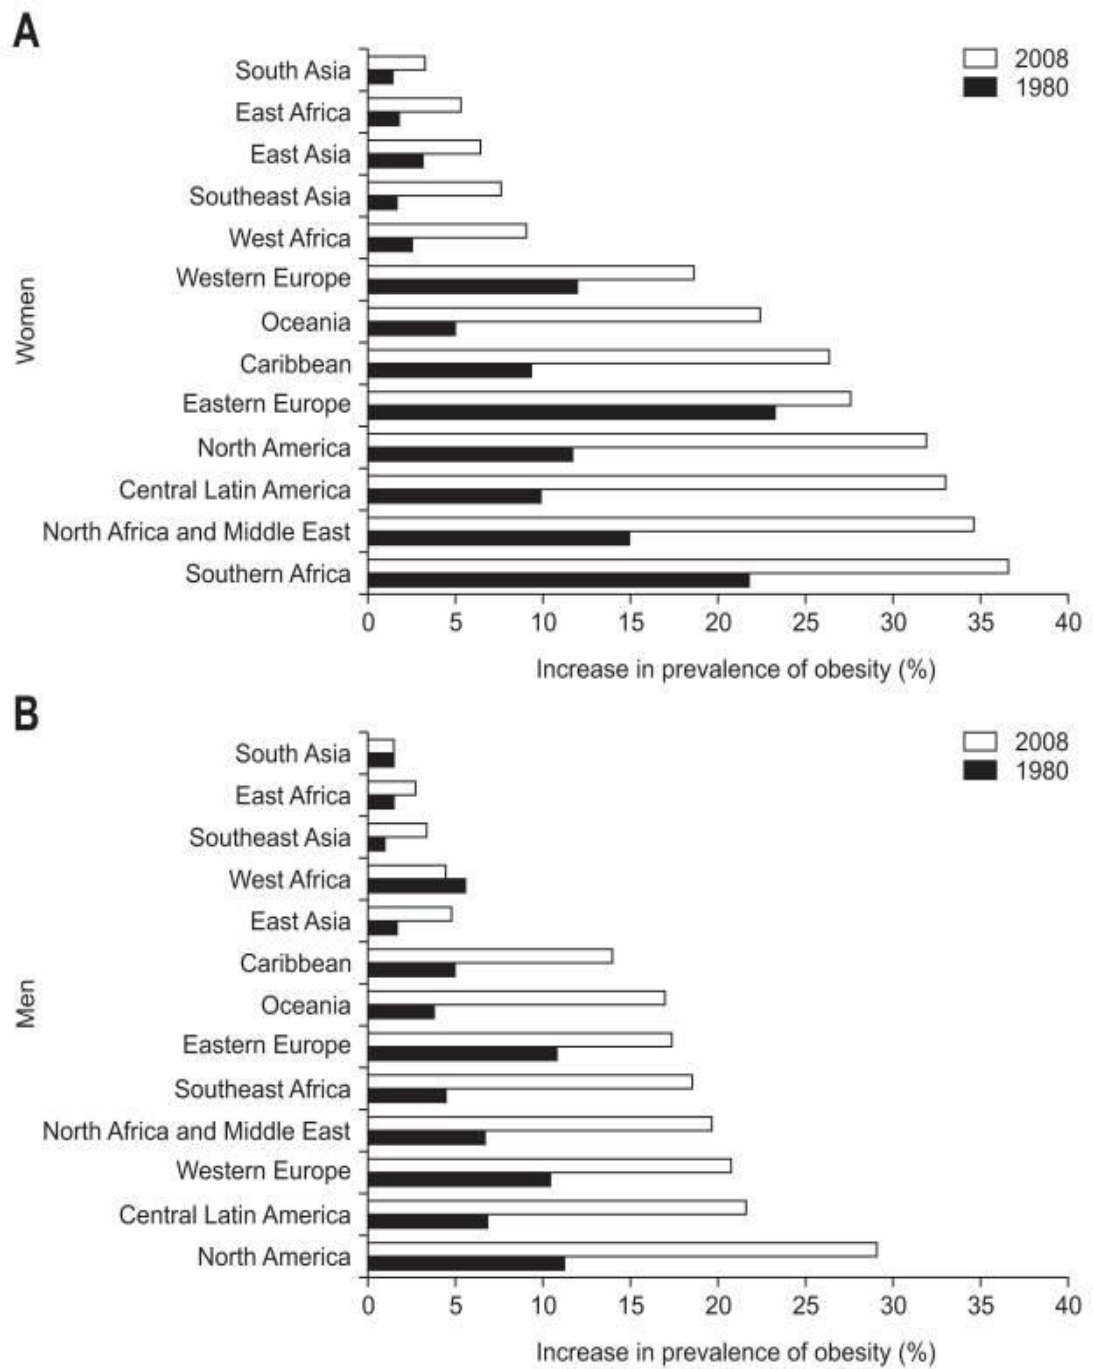 A
2008
1980
Women
South Asia
East Africa
East Asia
Southeast Asia
West Africa
Western Europe
Oceania
Caribbean
Eastern Europe
North America
Central Latin America
North Africa and Middle East
Southern Africa
0 5 10 15 20 25 30 35 40
Increase in prevalence of obesity (%)
B
2008
1980
Men
South Asia
East Africa
Southeast Asia
West Africa
East Asia
Caribbean
Oceania
Eastern Europe
Southeast Africa
North Africa and Middle East
Western Europe
Central Latin America
North America
0 5 10 15 20 25 30 35 40
Increase in prevalence of obesity (%)